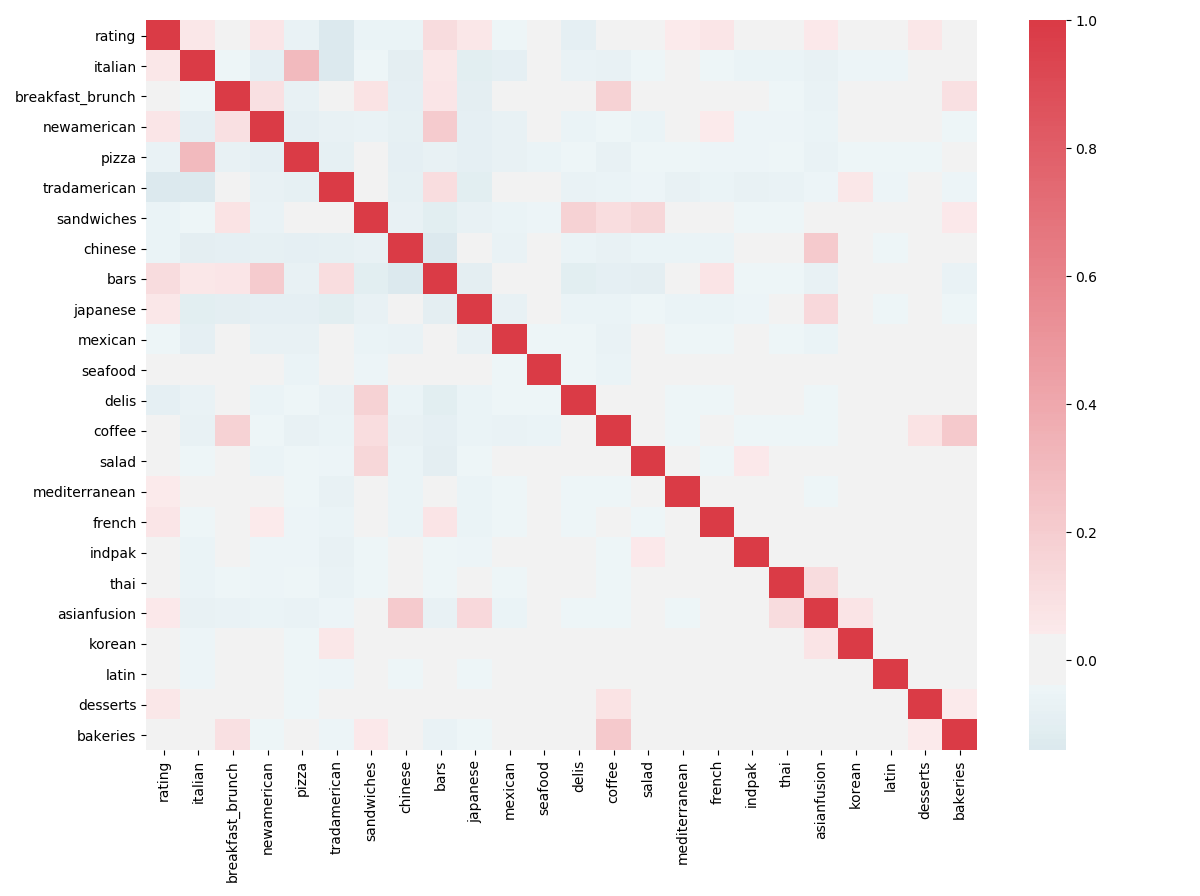 rating
italian
breakfast_brunch
newamerican
pizza
tradamerican
sandwiches
chinese
bars
japanese
mexican
seafood
delis
coffee
salad
mediterranean
french
indpak
thai
asianfusion
korean
latin
desserts
bakeries
rating
italian
breakfast_brunch
newamerican
pizza
tradamerican
sandwiches
chinese
bars
japanese
mexican
seafood
delis
coffee
salad
mediterranean
french
indpak
thai
asianfusion
korean
latin
desserts
bakeries
1.0
0.8
0.6
0.4
0.2
0.0